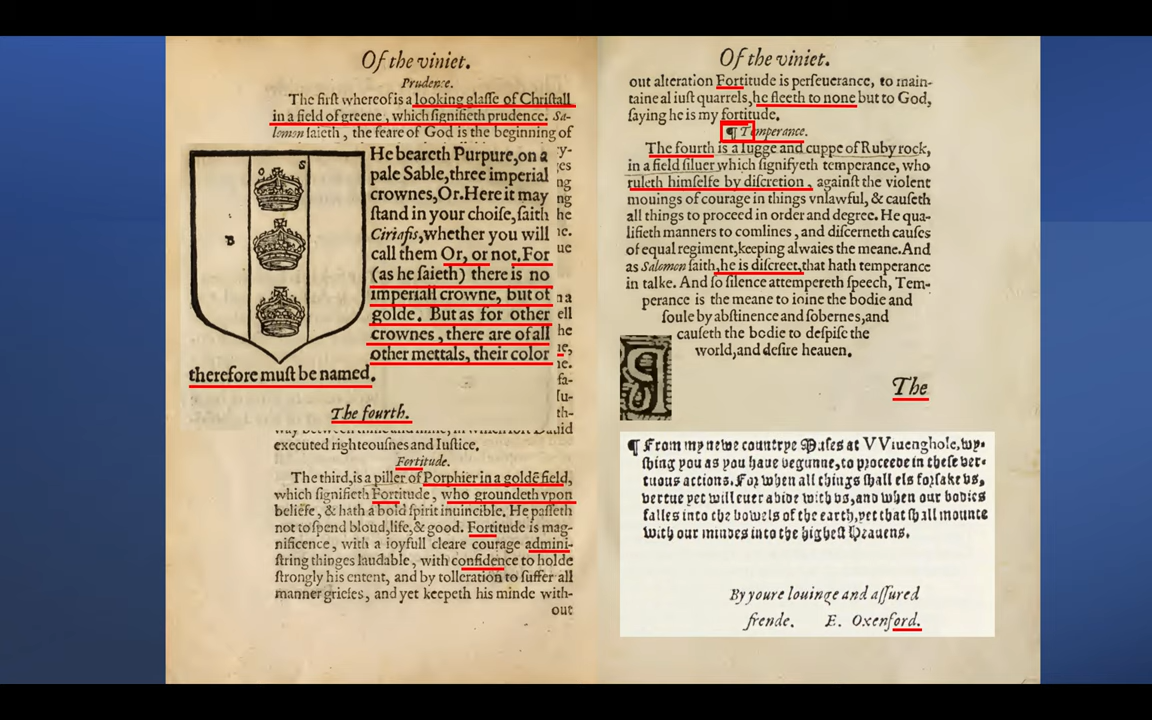 Of the viniet.
Prudence.
The first whereof is a looking glasse of Christall
in a field of greene, which signifieth prudence. Sa-
lomon saieth, the feare of God is the beginning of
S
O
B
He beareth Purpure, on a
pale Sable, three imperial
crownes, Or. Here it may
stand in your choise, saith
Ciriasis, whether you will
call them Or, or not. For
(as he saieth) there is no
imperiall crowne, but of
golde. But as for other
crownes, there are of all
other mettals, their color
therefore must be named.
The fourth.
executed righteousnes and Iustice.
Fortitude.
The third, is a piller of Porphier in a goldē field,
which signifieth Fortitude, who groundeth vpon
beliefe, & hath a bold spirit inuincible. He passeth
not to spend bloud, life, & good. Fortitude is mag-
nificence, with a ioyfull cleare courage admini-
string thinges laudable, with confidence to holde
strongly his entent, and by tolleration to suffer all
manner griefes, and yet keepeth his minde with-
out
Of the viniet.
out alteration Fortitude is perseuerance, to main-
taine al iust quarrels, he fleeth to none but to God,
saying he is my fortitude.
¶ Temperance.
The fourth is a Iugge and cuppe of Ruby rock,
in a field siluer which signifyeth temperance, who
ruleth himselfe by discretion, against the violent
mouings of courage in things vnlawful, & causeth
all things to proceed in order and degree. He qua-
lifieth manners to comlines, and discerneth causes
of equal regiment, keeping alwaies the meane. And
as Salomon saith, he is discreet, that hath temperance
in talke. And so silence attempereth speech, Tem-
perance is the meane to ioine the bodie and
soule by abstinence and sobernes, and
causeth the bodie to despise the
world, and desire heauen.
The
¶ From my newe countrye Muses at VViuenghole, wy-
shing you as you haue begunne, to proceede in these ver-
tuous actions. For when all things shall els forsake vs,
vertue yet will euer abide with vs, and when our bodies
falles into the bowels of the earth, yet that shall mounte
with our mindes into the highest Heauens.
By youre louinge and assured
frende. E. Oxenford.